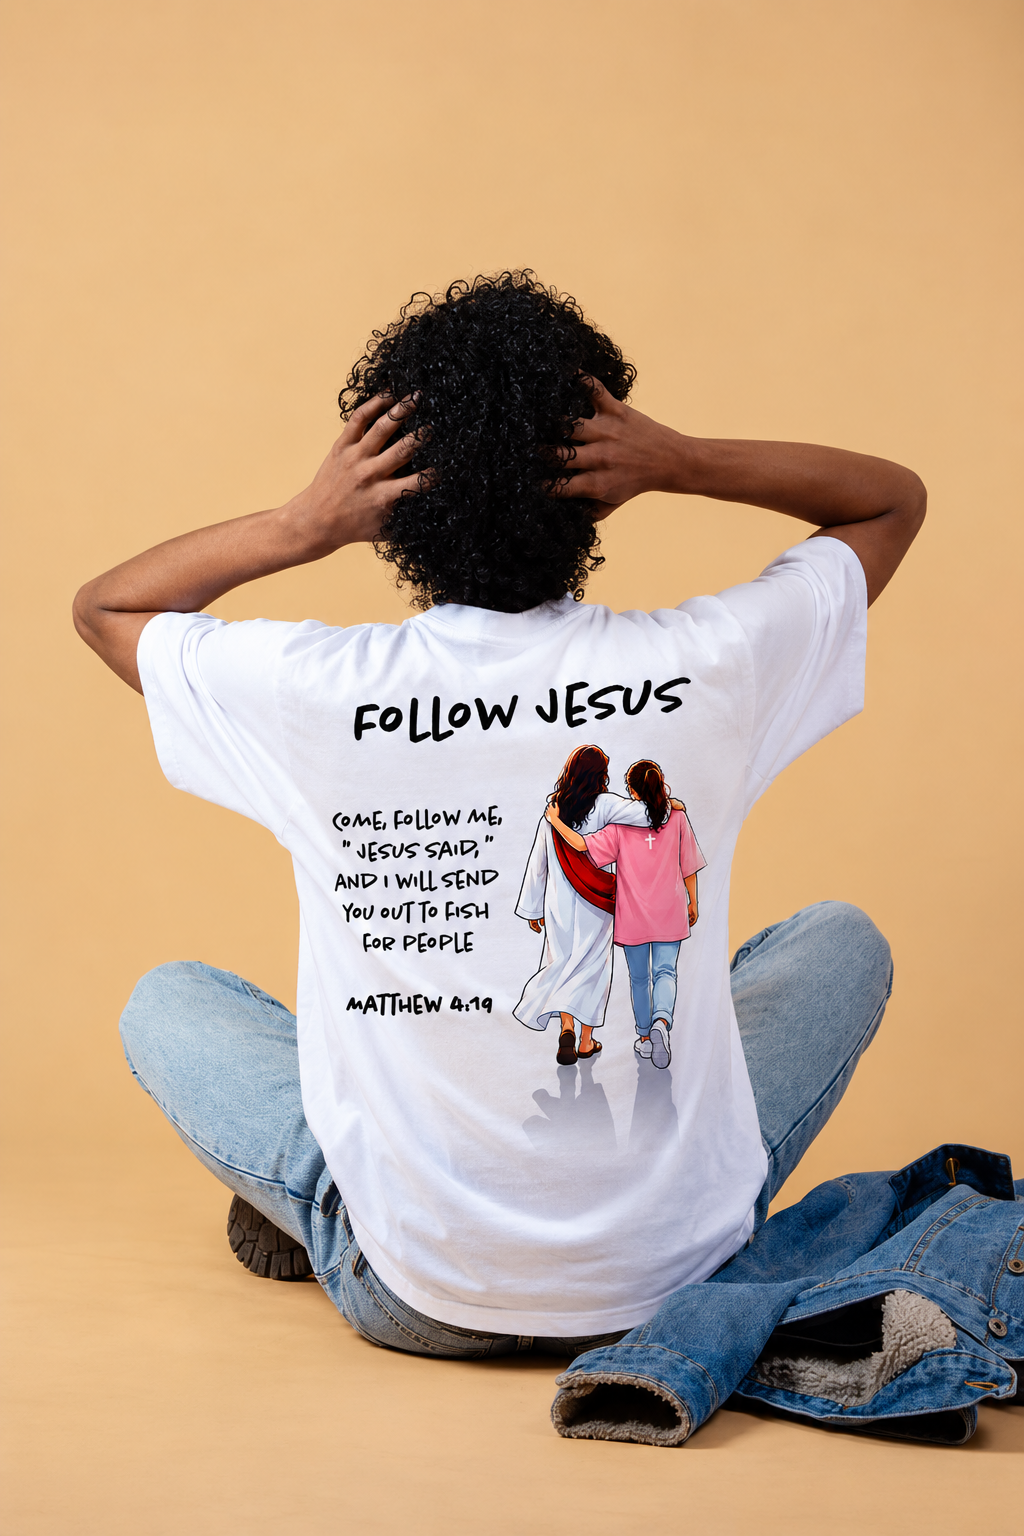 FOLLOW JESUS
COME, FOLLOW ME,
" JESUS SAID, "
AND I WILL SEND
YOU OUT TO FISH
FOR PEOPLE
MATTHEW 4:19